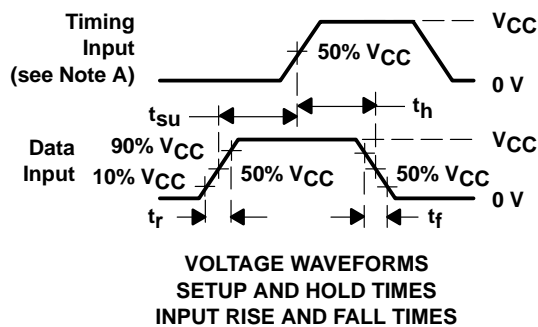 Timing
Input
(see Note A)
50% VCC
VCC
0 V
tsu
th
Data
Input
90% VCC
10% VCC
50% VCC
50% VCC
VCC
0 V
tr
tf
VOLTAGE WAVEFORMS
SETUP AND HOLD TIMES
INPUT RISE AND FALL TIMES